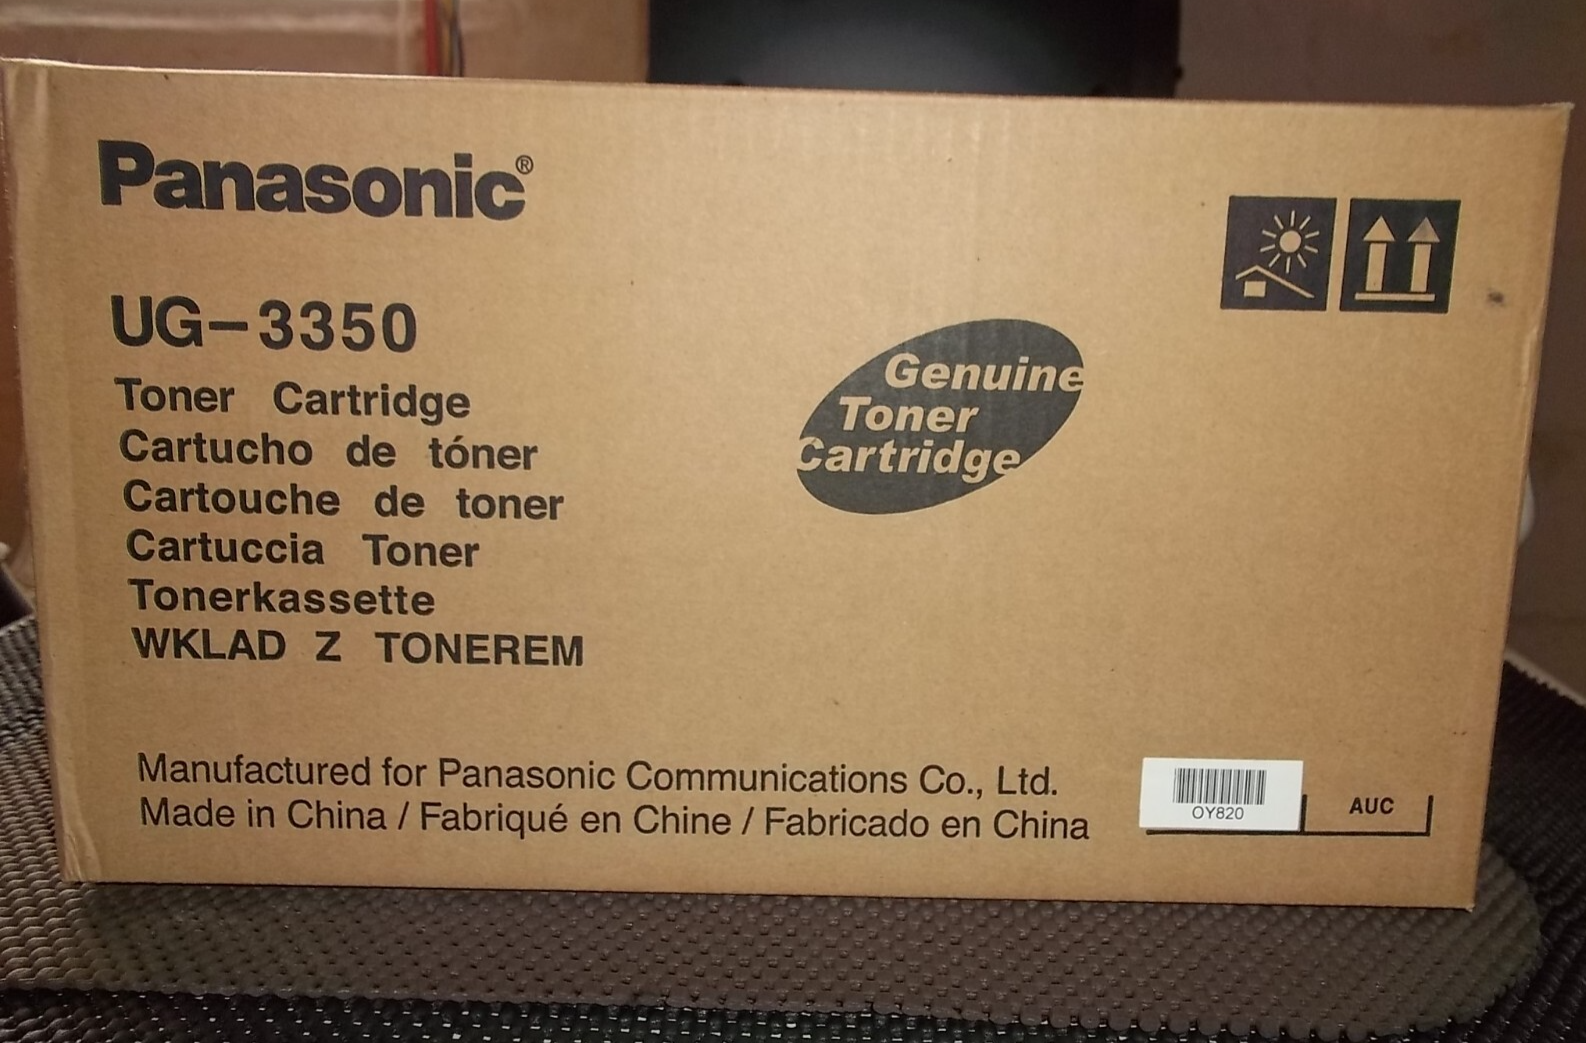 Panasonic®
UG-3350
Toner Cartridge
Cartucho de tóner
Cartouche de toner
Cartuccia Toner
Tonerkassette
WKLAD Z TONEREM
Genuine
Toner
Cartridge
Manufactured for Panasonic Communications Co., Ltd.
Made in China / Fabriqué en Chine / Fabricado en China
OY820
AUC